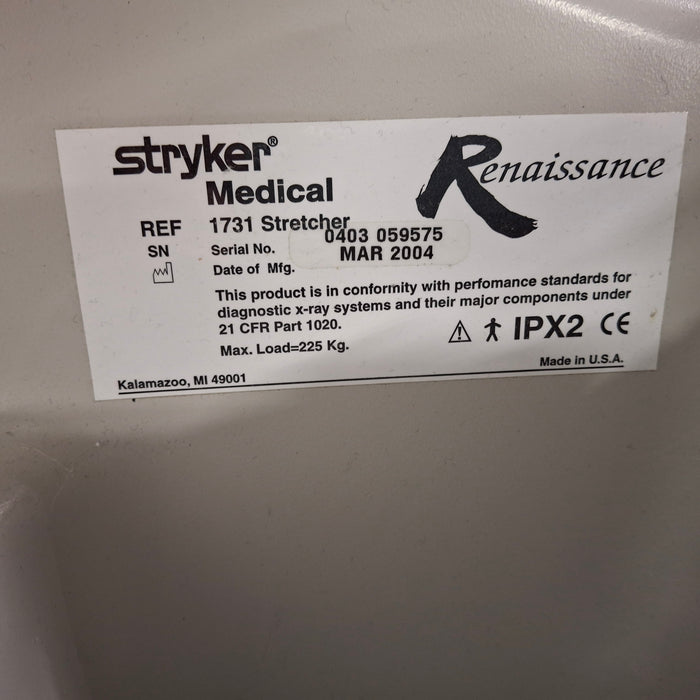 stryker®
Medical
Renaissance
REF 1731 Stretcher
SN Serial No. 0403 059575
Date of Mfg. MAR 2004
This product is in conformity with perfomance standards for
diagnostic x-ray systems and their major components under
21 CFR Part 1020.
Max. Load=225 Kg.
IPX2 CE
Made in U.S.A.
Kalamazoo, MI 49001